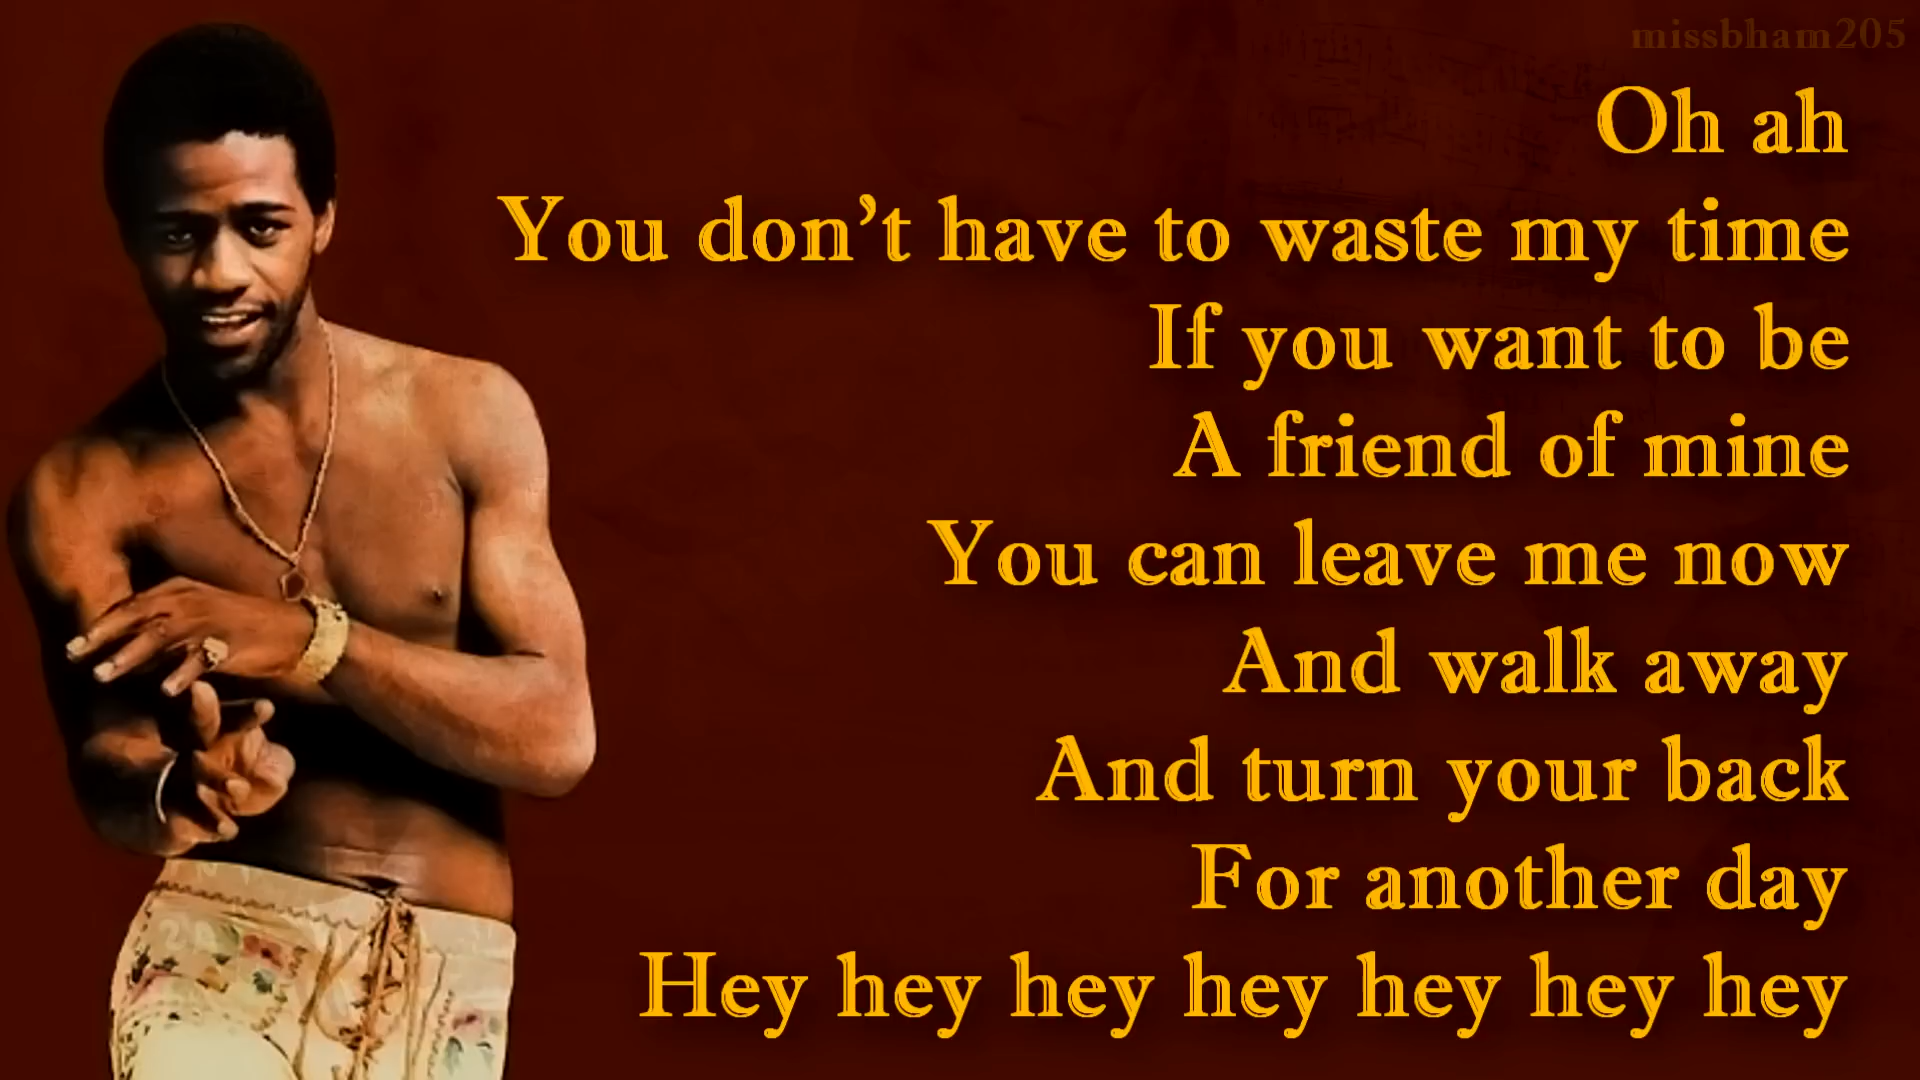 missbham205
Oh ah
You don’t have to waste my time
If you want to be
A friend of mine
You can leave me now
And walk away
And turn your back
For another day
Hey hey hey hey hey hey hey